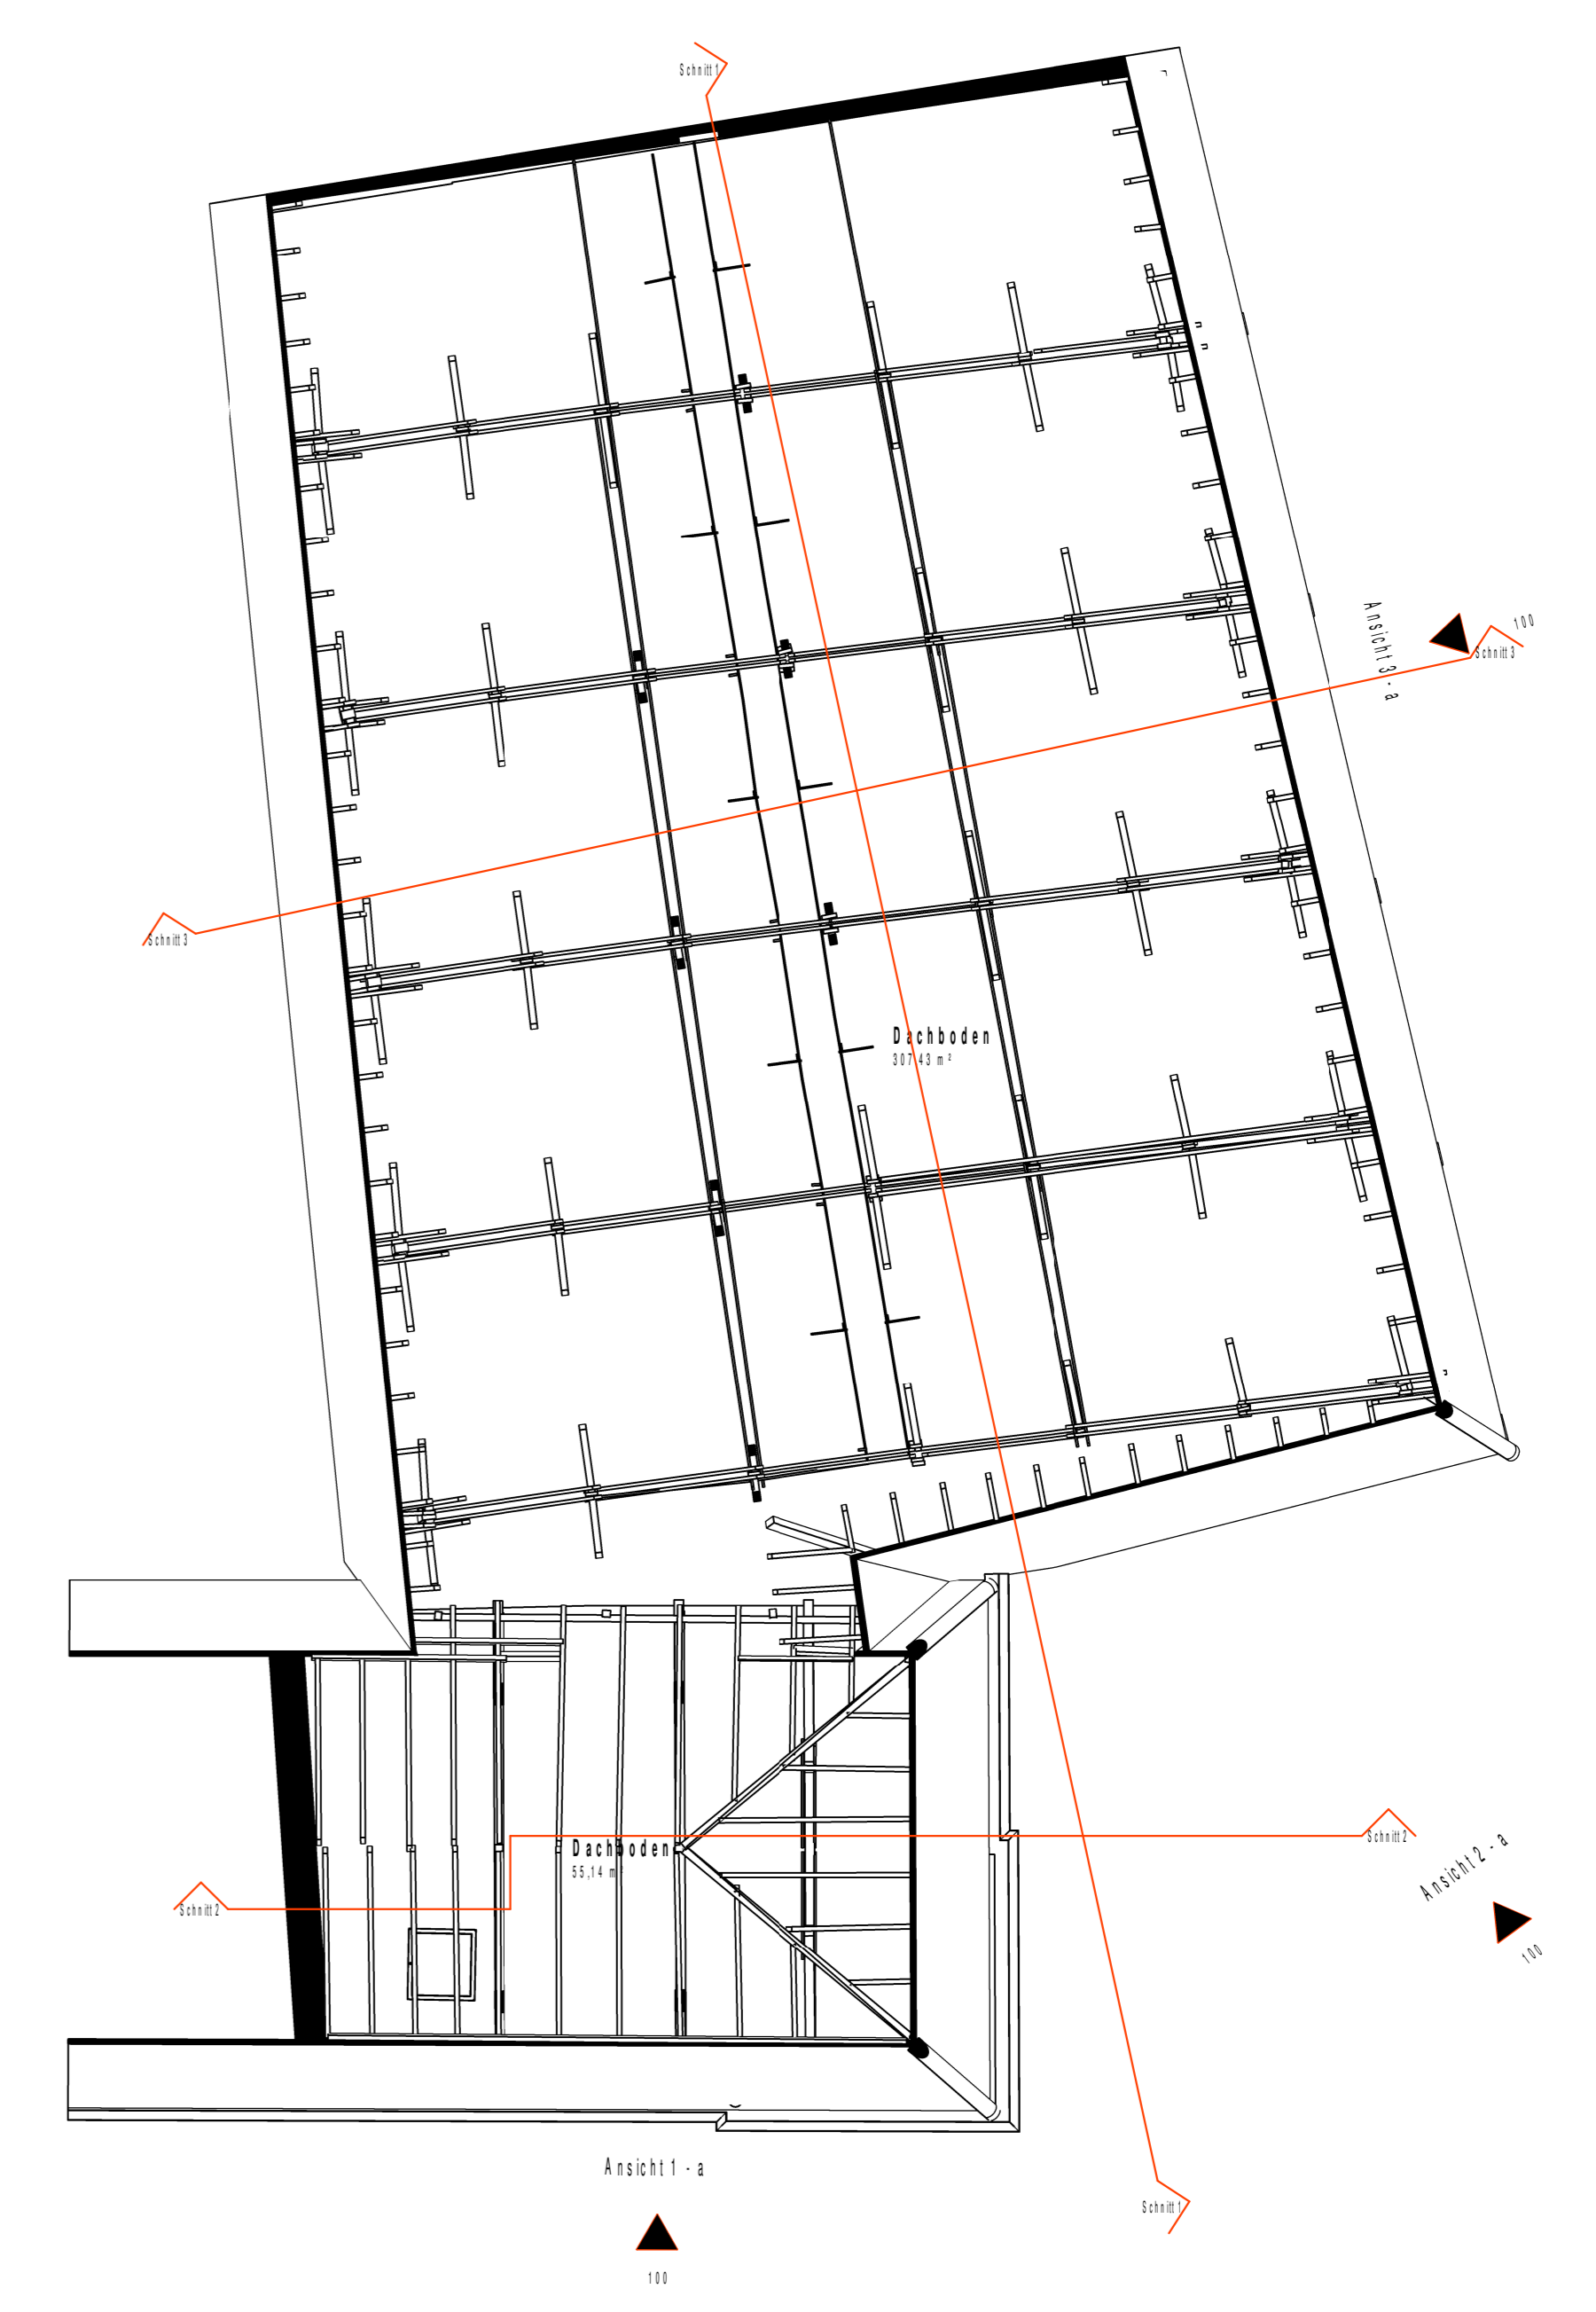 Schnitt 1
Ansicht 3 - a
100
Schnitt 3
Schnitt 3
Dachboden
307,43 m²
Schnitt 2
Dachboden
55,14 m²
Schnitt 2
Ansicht 2 - a
100
Ansicht 1 - a
100
Schnitt 1